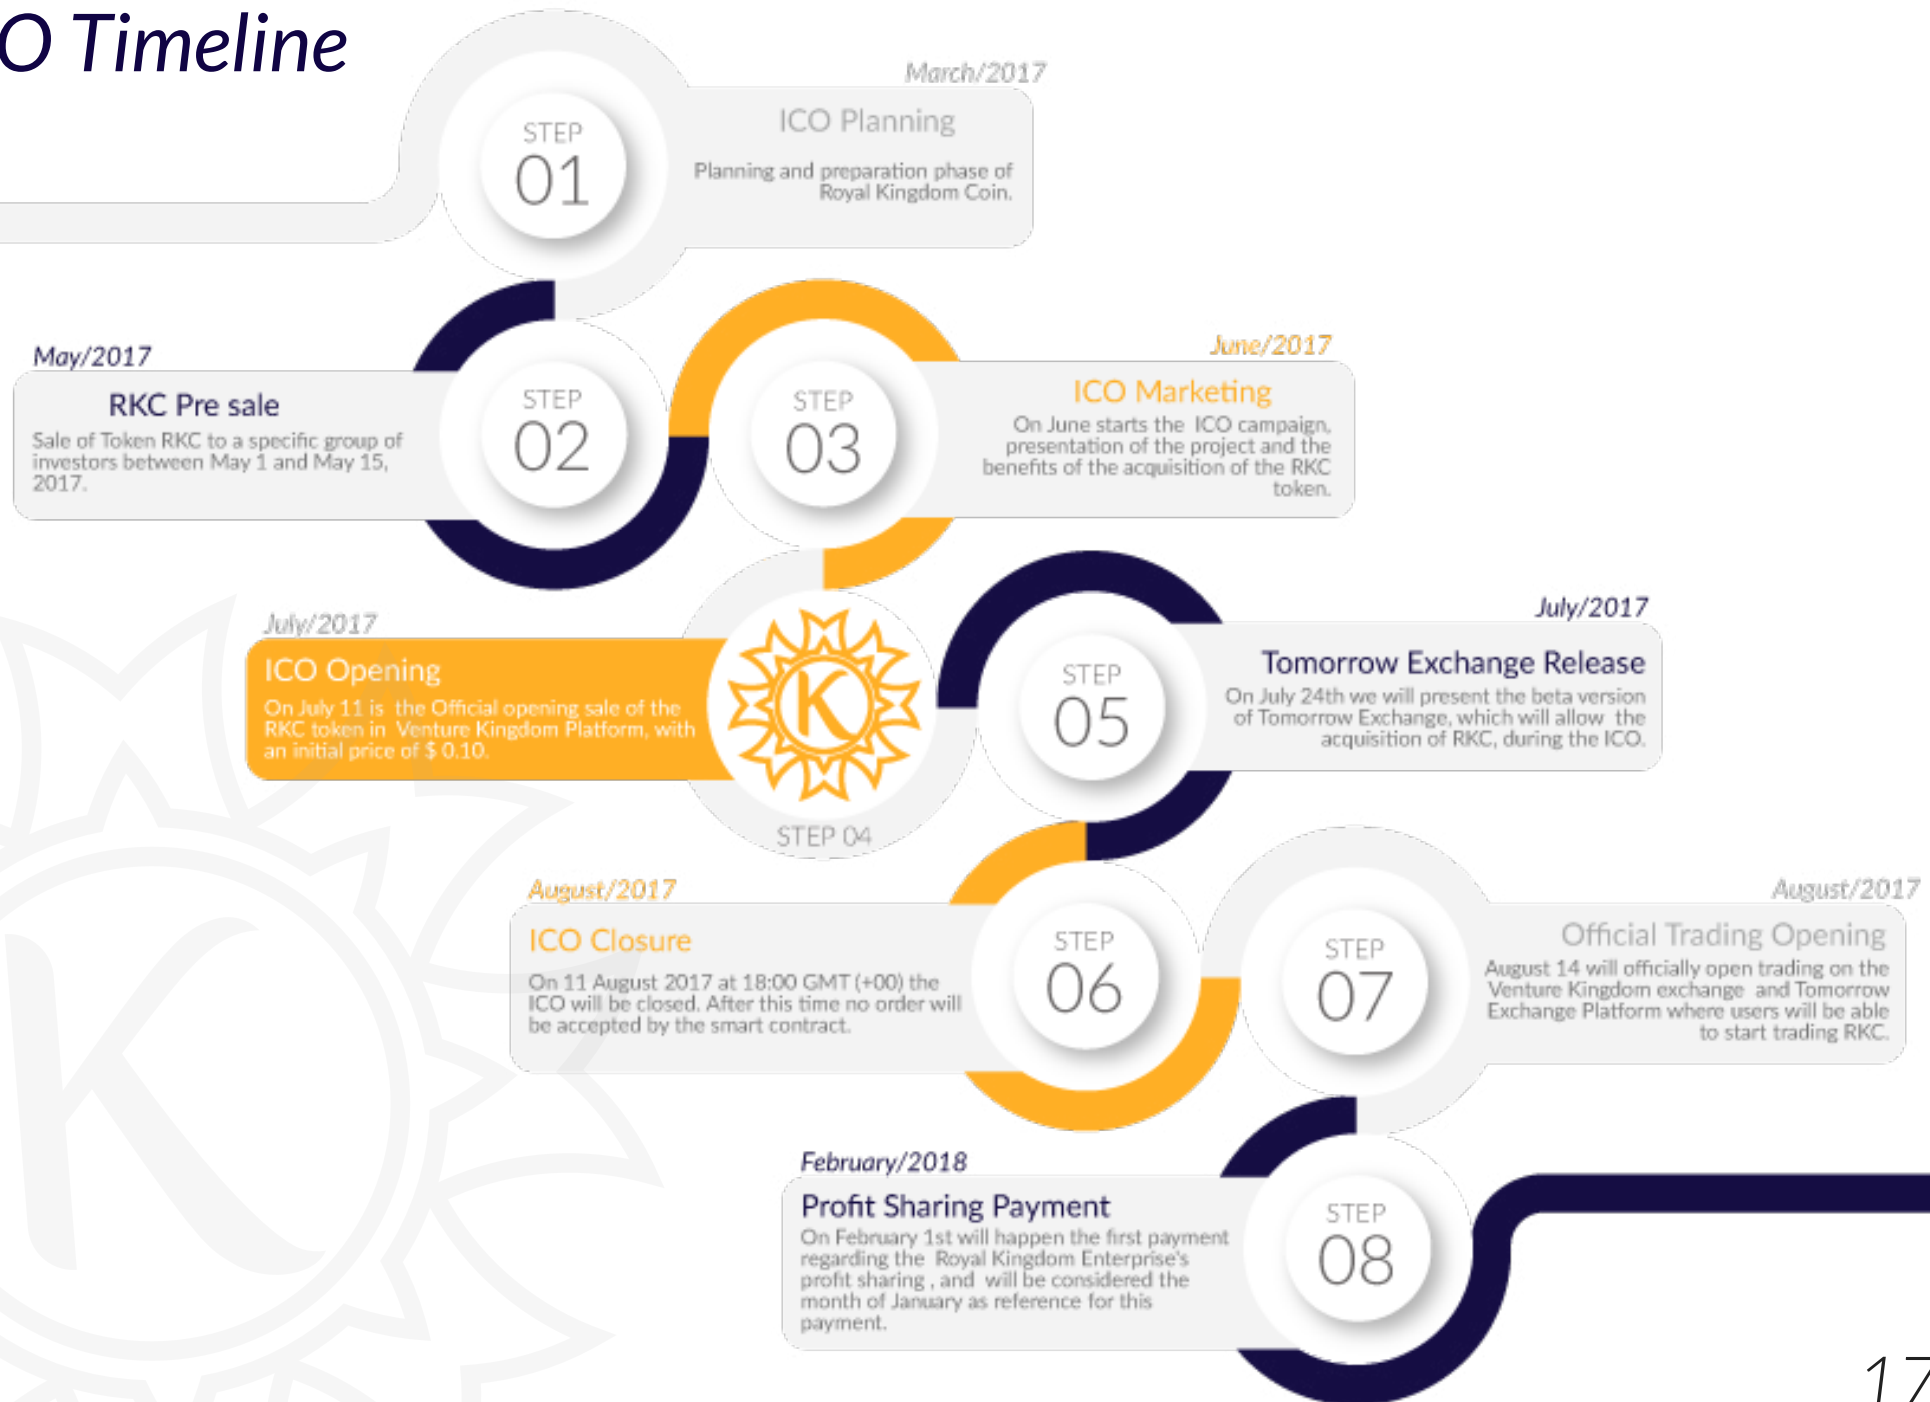 O Timeline
March/2017
STEP
01
ICO Planning
Planning and preparation phase of
Royal Kingdom Coin.
May/2017
RKC Pre sale
Sale of Token RKC to a specific group of
investors between May 1 and May 15,
2017.
STEP
02
STEP
03
June/2017
ICO Marketing
On June starts the ICO campaign,
presentation of the project and the
benefits of the acquisition of the RKC
token.
July/2017
ICO Opening
On July 11 is the Official opening sale of the
RKC token in Venture Kingdom Platform, with
an initial price of $ 0.10.
K
STEP 04
STEP
05
July/2017
Tomorrow Exchange Release
On July 24th we will present the beta version
of Tomorrow Exchange, which will allow the
acquisition of RKC, during the ICO.
August/2017
ICO Closure
On 11 August 2017 at 18:00 GMT (+00) the
ICO will be closed. After this time no order will
be accepted by the smart contract.
STEP
06
STEP
07
August/2017
Official Trading Opening
August 14 will officially open trading on the
Venture Kingdom exchange and Tomorrow
Exchange Platform where users will be able
to start trading RKC.
February/2018
Profit Sharing Payment
On February 1st will happen the first payment
regarding the Royal Kingdom Enterprise's
profit sharing , and will be considered the
month of January as reference for this
payment.
STEP
08
K
17